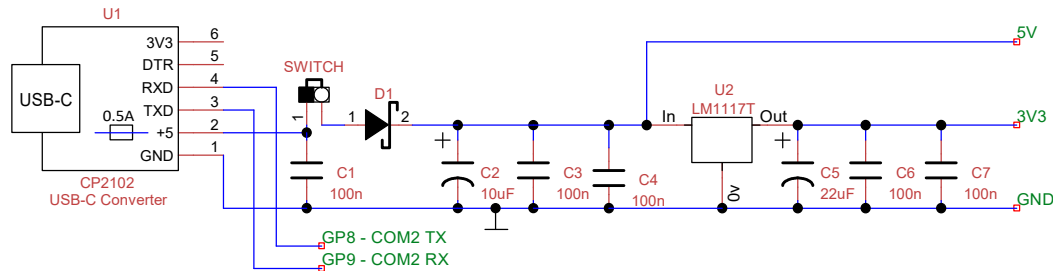 U1
3V3 6
DTR 5
RXD 4
TXD 3
+5 2
GND 1
USB-C
0.5A
CP2102
USB-C Converter
SWITCH
1
1 D1 2
C1
100n
+
C2
10uF
C3
100n
C4
100n
U2
LM1117T
In
Out
0v
+
C5
22uF
C6
100n
C7
100n
5V
3V3
GND
GP8 - COM2 TX
GP9 - COM2 RX